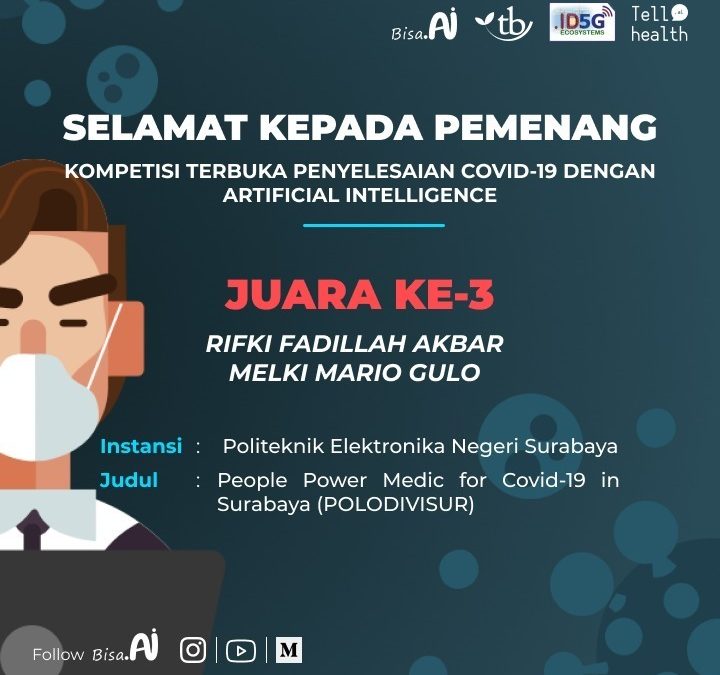 Bisa.AI tb .ID5G ECOSYSTEMS Tell.ai health
SELAMAT KEPADA PEMENANG
KOMPETISI TERBUKA PENYELESAIAN COVID-19 DENGAN
ARTIFICIAL INTELLIGENCE
JUARA KE-3
RIFKI FADILLAH AKBAR
MELKI MARIO GULO
Instansi : Politeknik Elektronika Negeri Surabaya
Judul : People Power Medic for Covid-19 in
Surabaya (POLODIVISUR)
Follow Bisa.AI M